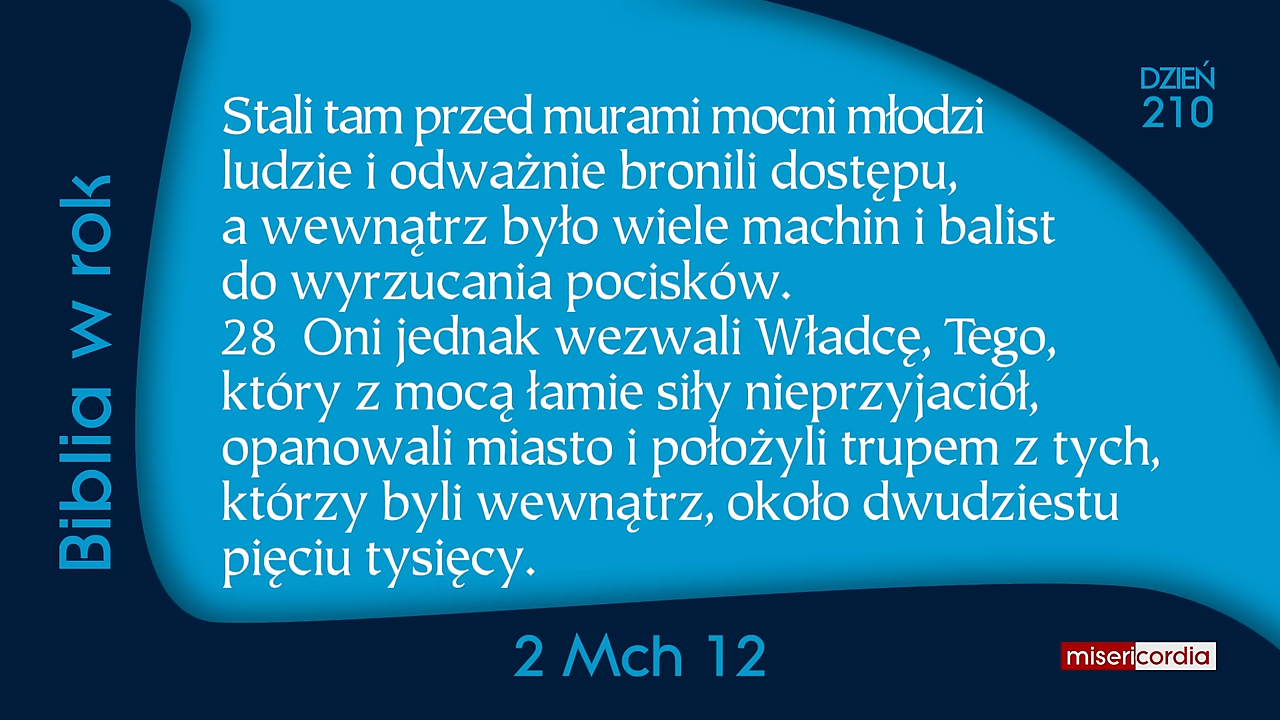 DZIEŃ
210
Stali tam przed murami mocni młodzi
ludzie i odważnie bronili dostępu,
a wewnątrz było wiele machin i balist
do wyrzucania pocisków.
28 Oni jednak wezwali Władcę, Tego,
który z mocą łamie siły nieprzyjaciół,
opanowali miasto i położyli trupem z tych,
którzy byli wewnątrz, około dwudziestu
pięciu tysięcy.
Biblia w rok
2 Mch 12
misericordia